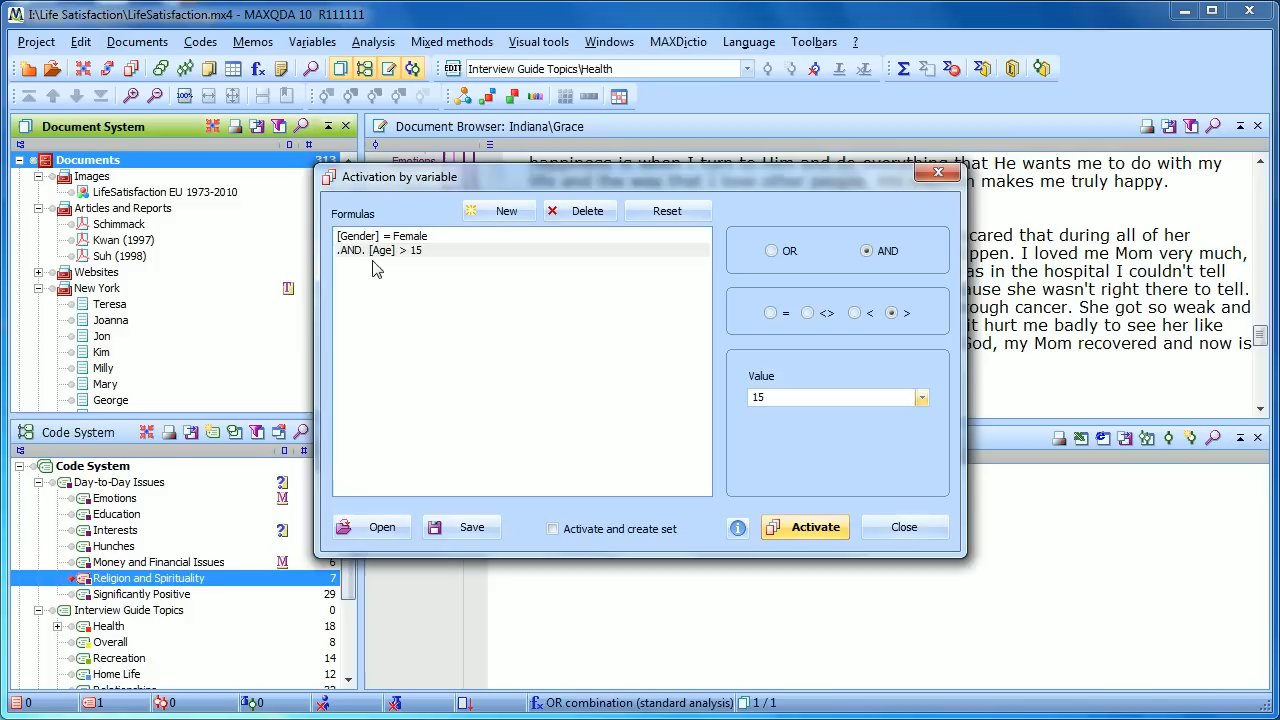 I:\Life Satisfaction\LifeSatisfaction.mx4 - MAXQDA 10 R111111
Project Edit Documents Codes Memos Variables Analysis Mixed methods Visual tools Windows MAXDictio Language Toolbars ?
EDIT Interview Guide Topics\Health
100%
Document System
Document Browser: Indiana\Grace
Documents 313
Images
LifeSatisfaction EU 1973-2010
Articles and Reports
Schimmack
Kwan (1997)
Suh (1998)
Websites
New York
Teresa
Joanna
Jon
Kim
Milly
Mary
George
Emotions
happiness is when I turn to Him and do everything that He wants me to do with my
makes me truly happy.
cared that during all of her
ppen. I loved me Mom very much,
as in the hospital I couldn't tell
ause she wasn't right there to tell.
rough cancer. She got so weak and
it hurt me badly to see her like
God, my Mom recovered and now is
Activation by variable
Formulas
New
Delete
Reset
[Gender] = Female
.AND. [Age] > 15
OR AND
= <> < >
Value
15
Open
Save
Activate and create set
Activate
Close
Code System
Code System
Day-to-Day Issues
Emotions M
Education
Interests
Hunches
Money and Financial Issues M 6
Religion and Spirituality 7
Significantly Positive 29
Interview Guide Topics 0
Health 18
Overall 8
Recreation 14
Home Life 12
0 1 0 0 OR combination (standard analysis) 1 / 1